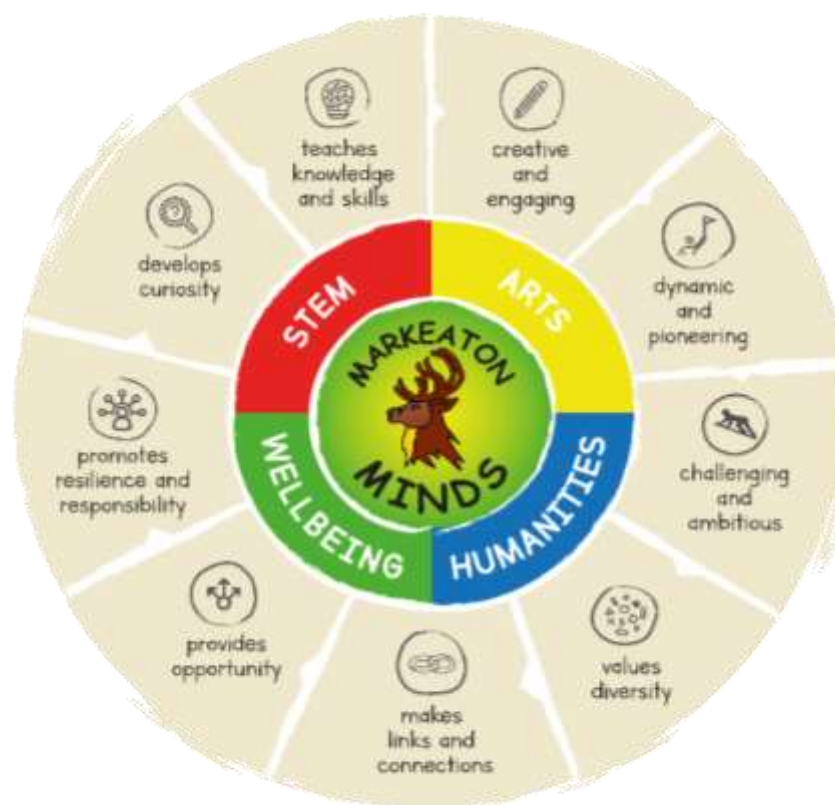 teaches
knowledge
and skills
creative
and
engaging
dynamic
and
pioneering
challenging
and
ambitious
values
diversity
makes
links and
connections
provides
opportunity
promotes
resilience and
responsibility
develops
curiosity
STEM
ARTS
HUMANITIES
WELLBEING
MARKEATON
MINDS